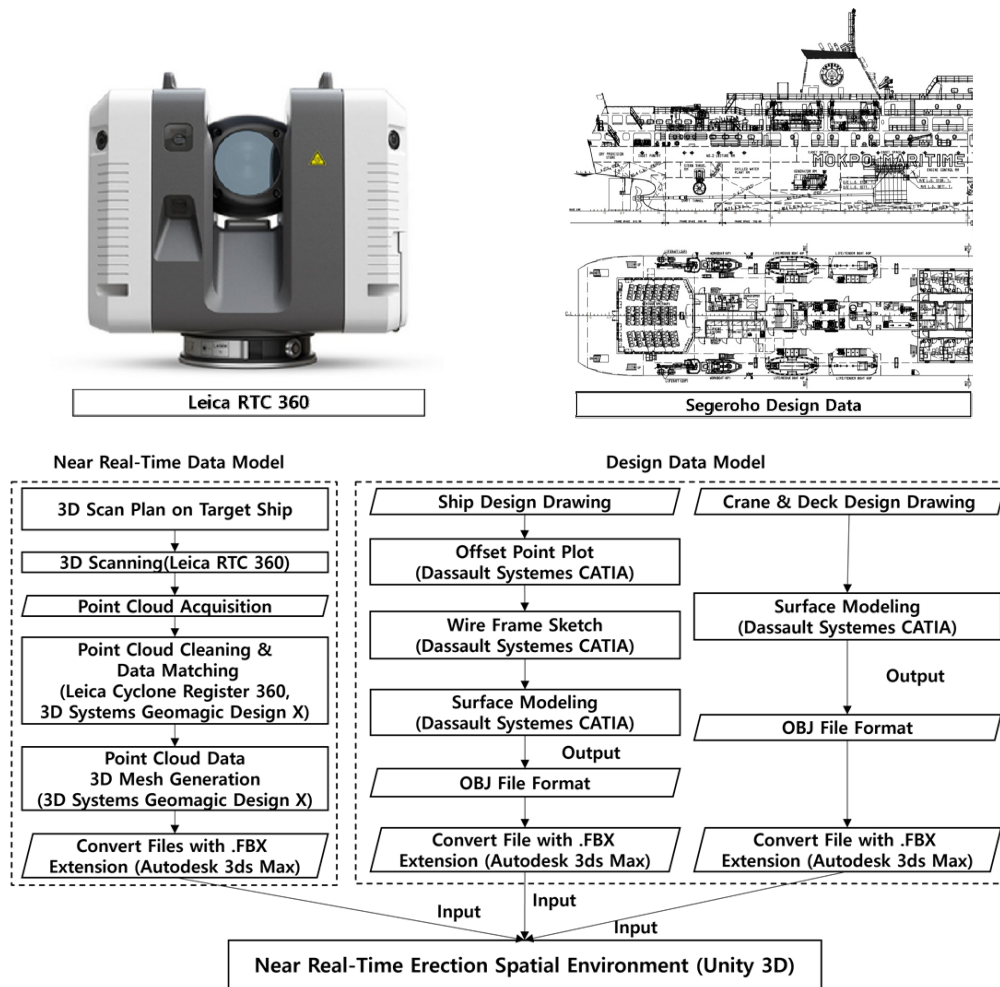 MOKPO MARITIME
Leica RTC 360
Segeroho Design Data
Near Real-Time Data Model
Design Data Model
3D Scan Plan on Target Ship
3D Scanning(Leica RTC 360)
Point Cloud Acquisition
Point Cloud Cleaning &
Data Matching
(Leica Cyclone Register 360,
3D Systems Geomagic Design X)
Point Cloud Data
3D Mesh Generation
(3D Systems Geomagic Design X)
Convert Files with .FBX
Extension (Autodesk 3ds Max)
Ship Design Drawing
Offset Point Plot
(Dassault Systemes CATIA)
Wire Frame Sketch
(Dassault Systemes CATIA)
Surface Modeling
(Dassault Systemes CATIA)
Output
OBJ File Format
Convert File with .FBX
Extension (Autodesk 3ds Max)
Crane & Deck Design Drawing
Surface Modeling
(Dassault Systemes CATIA)
Output
OBJ File Format
Convert File with .FBX
Extension (Autodesk 3ds Max)
Input
Input
Input
Near Real-Time Erection Spatial Environment (Unity 3D)